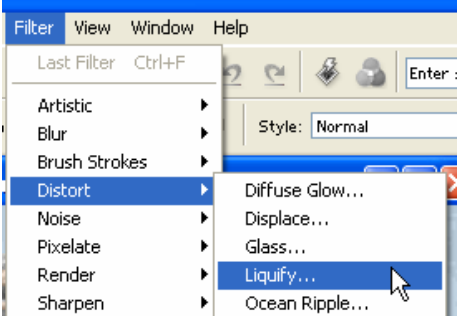 Filter View Window Help
Last Filter Ctrl+F
Enter
Artistic
Style: Normal
Blur
Brush Strokes
Distort
Diffuse Glow...
Noise
Displace...
Pixelate
Glass...
Render
Liquify...
Sharpen
Ocean Ripple...